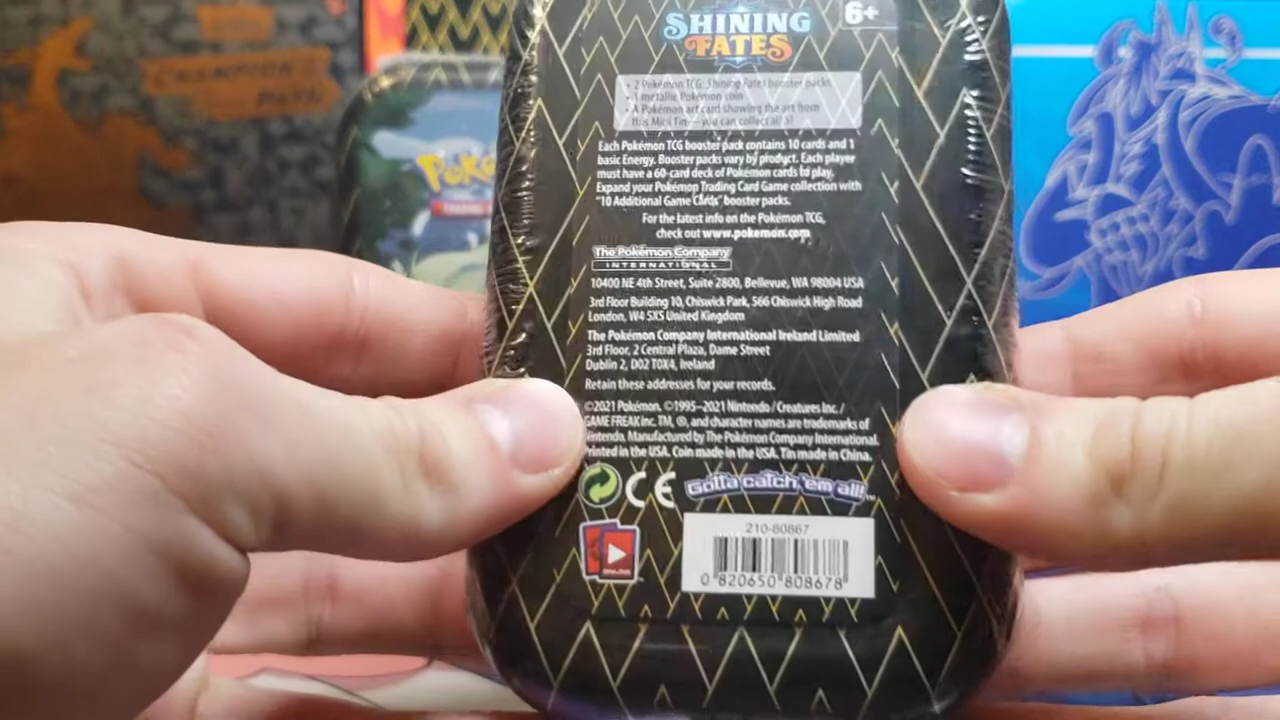 SHINING
FATES
6+
CHAMPION'S
PATH
• 2 Pokémon TCG: Shining Fates booster packs
• 1 metallic Pokémon coin
• A Pokémon art card showing the art from
this Mini Tin—you can collect all 5!
Each Pokémon TCG booster pack contains 10 cards and 1
basic Energy. Booster packs vary by product. Each player
must have a 60-card deck of Pokémon cards to play.
Expand your Pokémon Trading Card Game collection with
"10 Additional Game Cards" booster packs.
For the latest info on the Pokémon TCG,
check out www.pokemon.com
The Pokémon Company
INTERNATIONAL
10400 NE 4th Street, Suite 2800, Bellevue, WA 98004 USA
3rd Floor Building 10, Chiswick Park, 566 Chiswick High Road
London, W4 5XS United Kingdom
The Pokémon Company International Ireland Limited
3rd Floor, 2 Central Plaza, Dame Street
Dublin 2, D02 T0X4, Ireland
Retain these addresses for your records.
©2021 Pokémon. ©1995–2021 Nintendo / Creatures Inc. /
GAME FREAK inc. TM, ®, and character names are trademarks of
Nintendo. Manufactured by The Pokémon Company International.
Printed in the USA. Coin made in the USA. Tin made in China.
CE
Gotta catch 'em all!™
210-80867
0 820650 808678